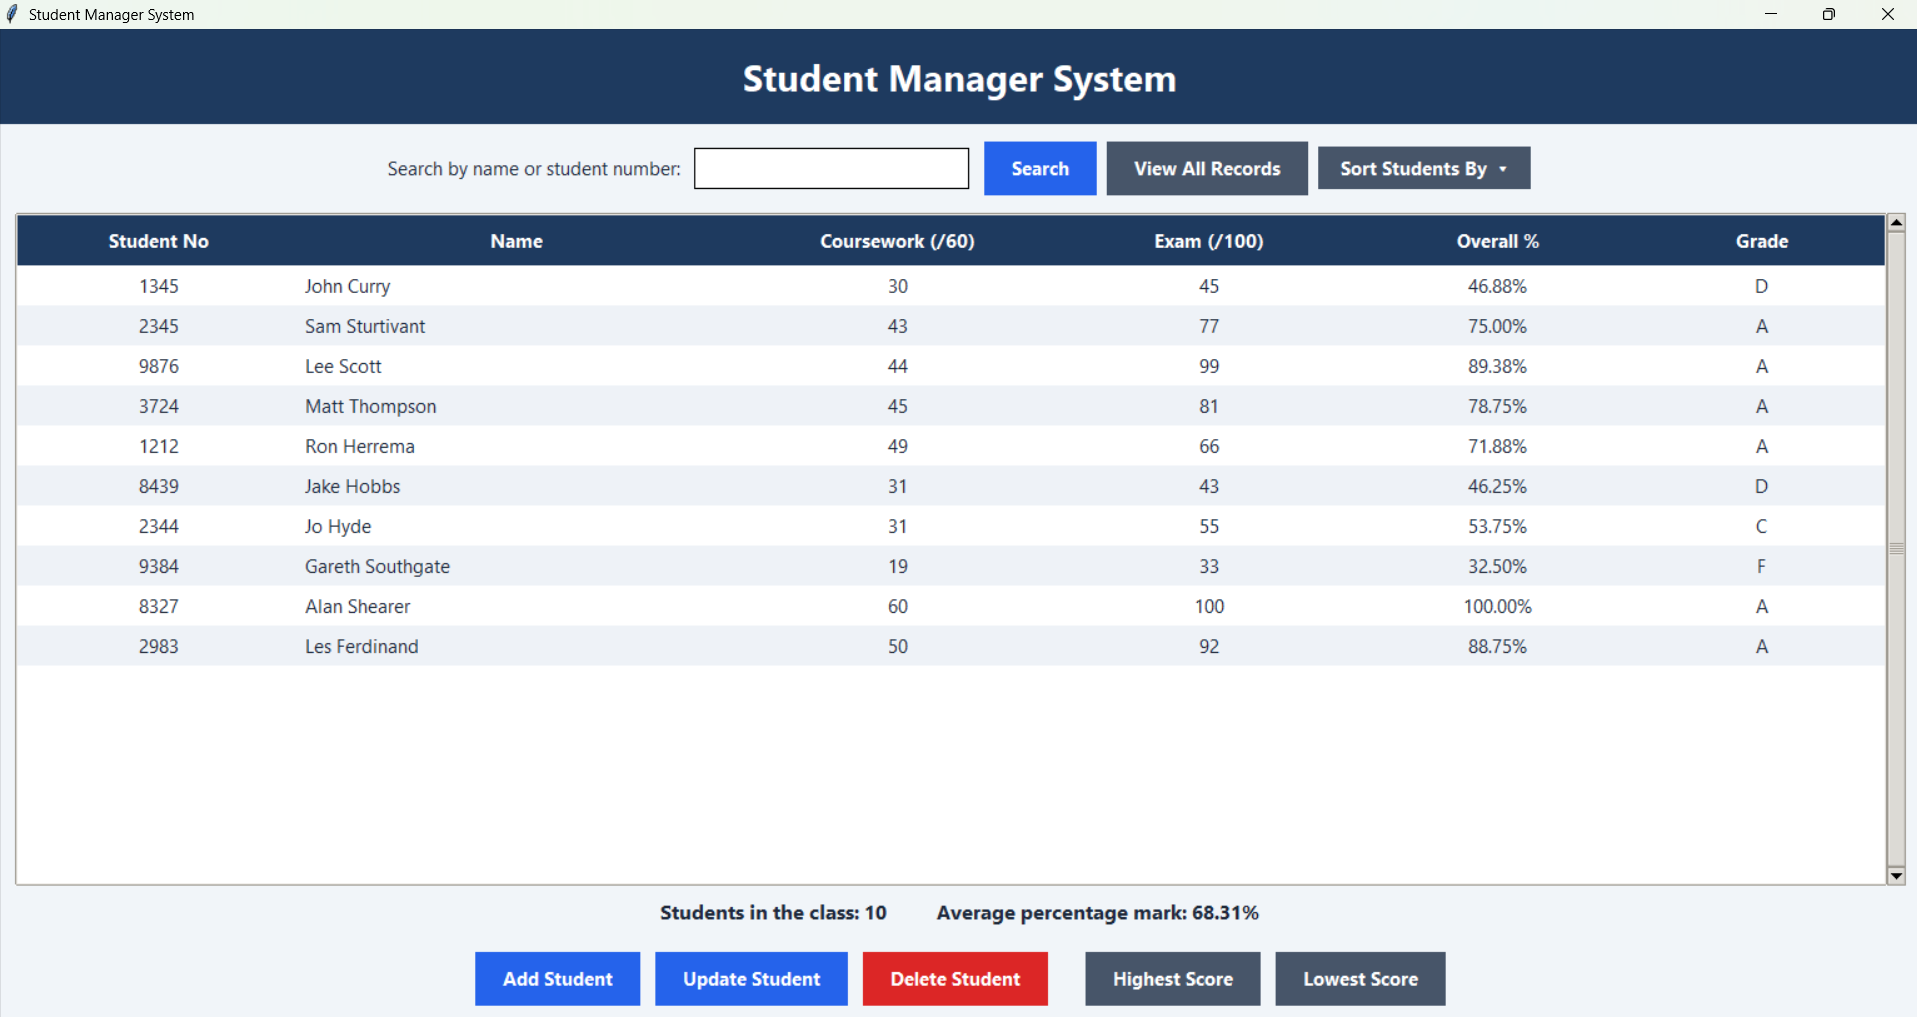 Student Manager System
Student Manager System
Search by name or student number: Search View All Records Sort Students By
Student No Name Coursework (/60) Exam (/100) Overall % Grade
1345 John Curry 30 45 46.88% D
2345 Sam Sturtivant 43 77 75.00% A
9876 Lee Scott 44 99 89.38% A
3724 Matt Thompson 45 81 78.75% A
1212 Ron Herrema 49 66 71.88% A
8439 Jake Hobbs 31 43 46.25% D
2344 Jo Hyde 31 55 53.75% C
9384 Gareth Southgate 19 33 32.50% F
8327 Alan Shearer 60 100 100.00% A
2983 Les Ferdinand 50 92 88.75% A
Students in the class: 10 Average percentage mark: 68.31%
Add Student Update Student Delete Student Highest Score Lowest Score